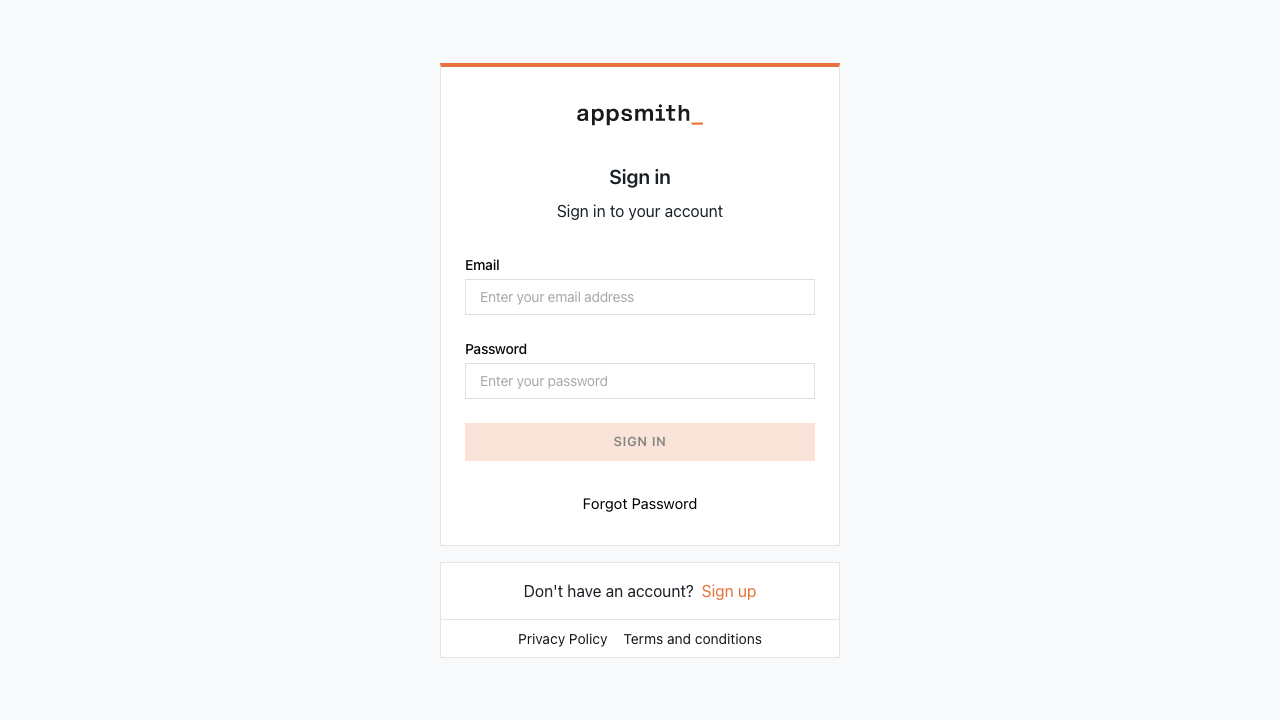 appsmith_
Sign in
Sign in to your account
Email
Enter your email address
Password
Enter your password
SIGN IN
Forgot Password
Don't have an account? Sign up
Privacy Policy Terms and conditions